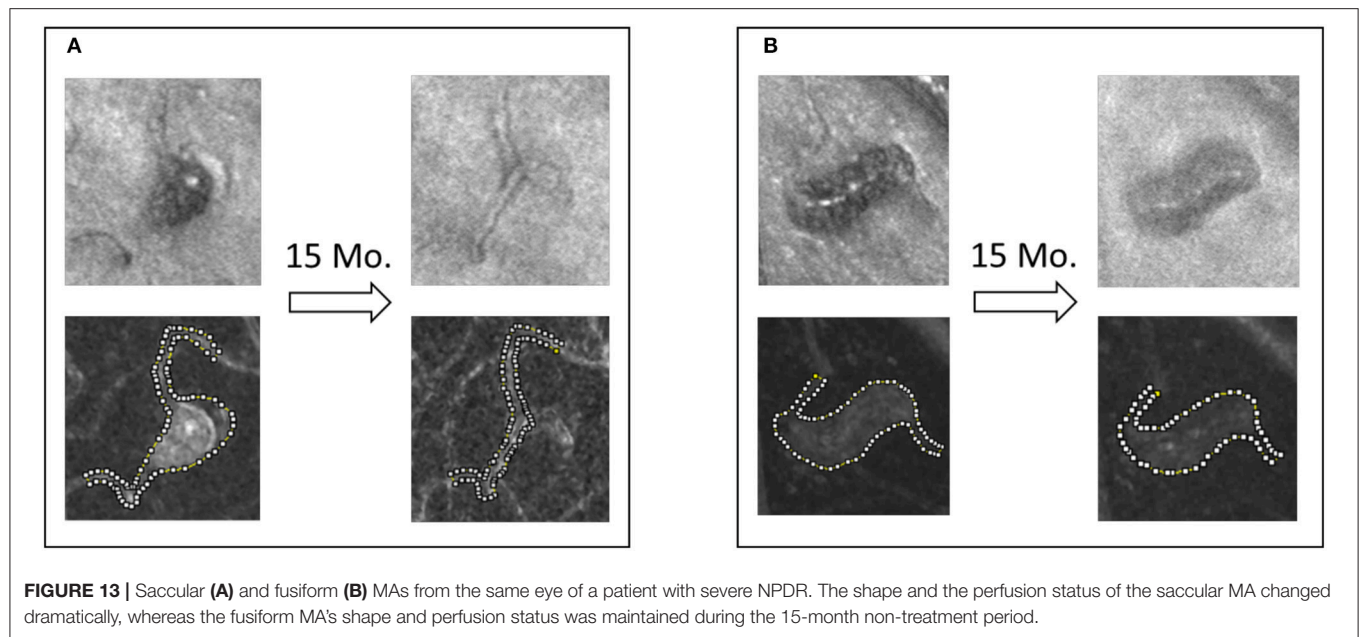 A
15 Mo.
B
15 Mo.
FIGURE 13 | Saccular (A) and fusiform (B) MAs from the same eye of a patient with severe NPDR. The shape and the perfusion status of the saccular MA changed
dramatically, whereas the fusiform MA's shape and perfusion status was maintained during the 15-month non-treatment period.